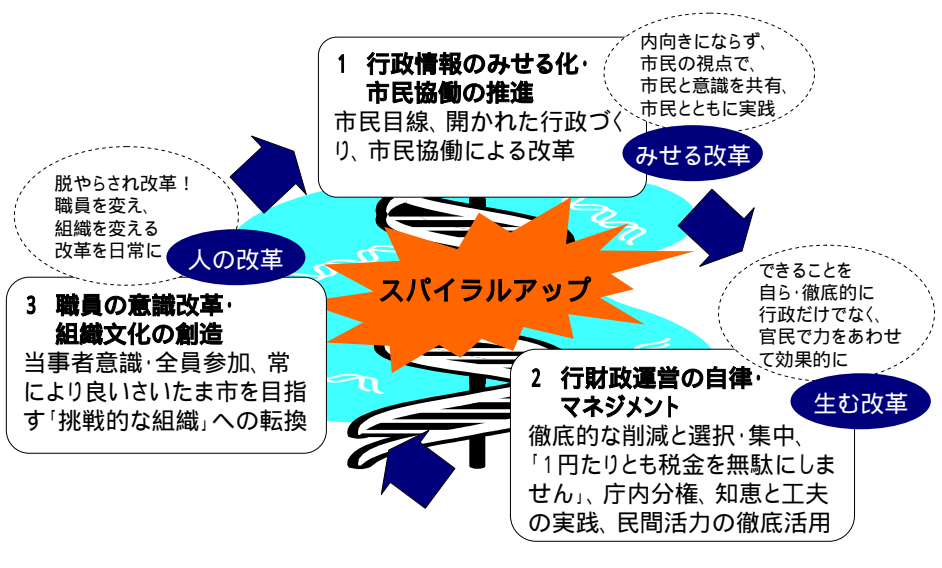 1 行政情報のみせる化・
市民協働の推進
市民目線、開かれた行政づく
り、市民協働による改革
内向きにならず、
市民の視点で、
市民と意識を共有、
市民とともに実践
みせる改革
脱やらされ改革！
職員を変え、
組織を変える
改革を日常に
人の改革
スパイラルアップ
3 職員の意識改革・
組織文化の創造
当事者意識・全員参加、常
により良いさいたま市を目指
す「挑戦的な組織」への転換
できることを
自ら・徹底的に
行政だけでなく、
官民で力をあわせ
て効果的に
生む改革
2 行財政運営の自律・
マネジメント
徹底的な削減と選択・集中、
「1円たりとも税金を無駄にしま
せん」、庁内分権、知恵と工夫
の実践、民間活力の徹底活用